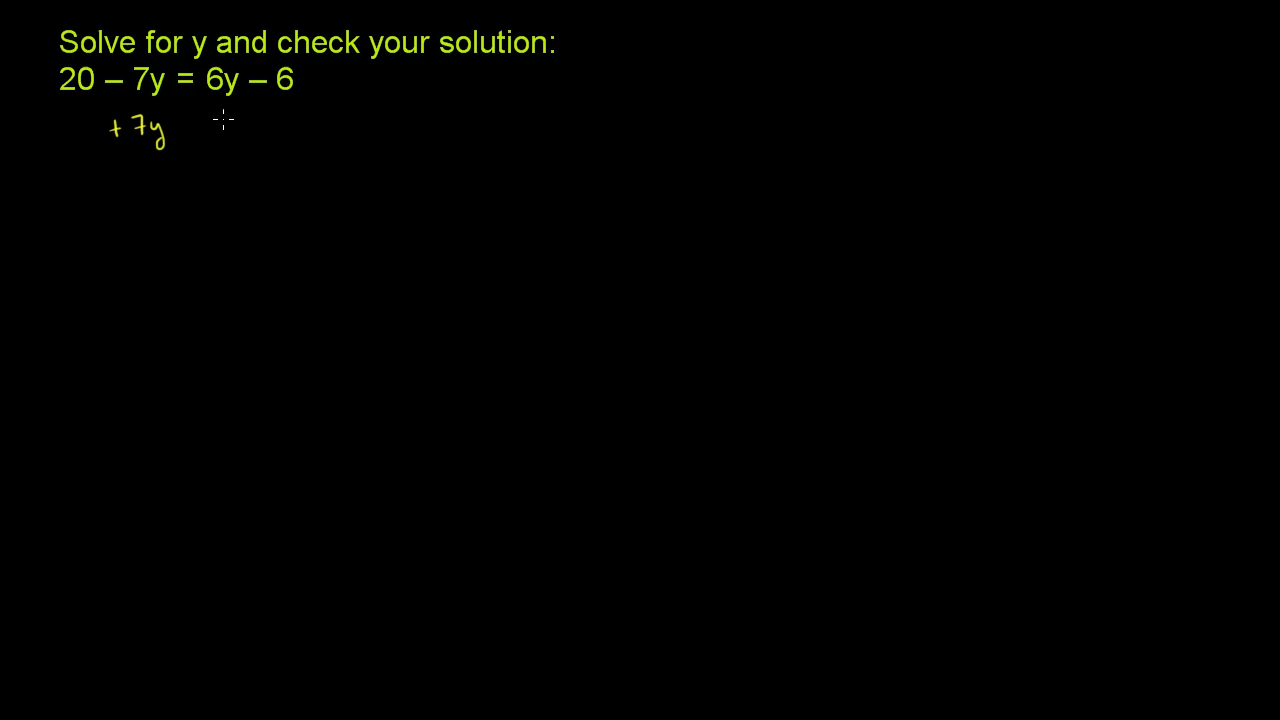 Solve for y and check your solution:
20 – 7y = 6y – 6
+ 7y